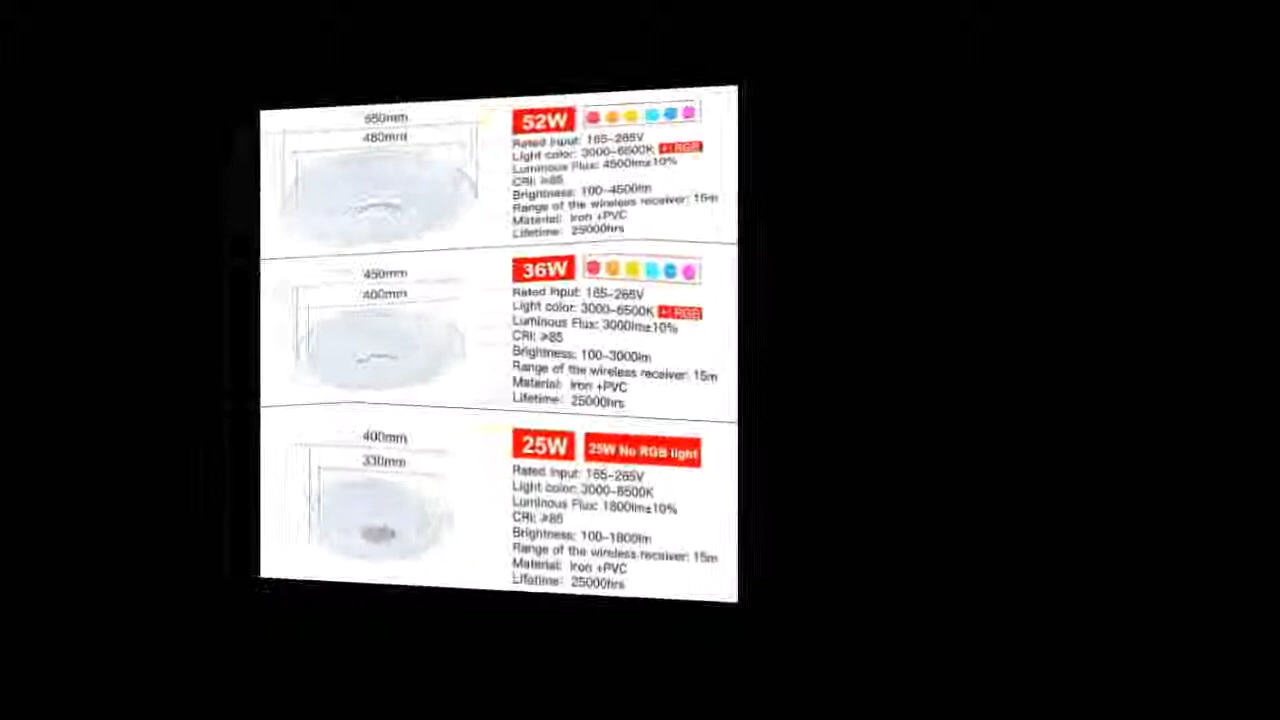 550mm
480mm
52W
Rated Input: 165~265V
Light color: 3000~6500K +! RGB
Luminous Flux: 4500lm±10%
CRI: ≥85
Brightness: 100~4500lm
Range of the wireless receiver: 15m
Material: Iron +PVC
Lifetime: 25000hrs
450mm
400mm
36W
Rated Input: 165~265V
Light color: 3000~6500K +! RGB
Luminous Flux: 3000lm±10%
CRI: ≥85
Brightness: 100~3000lm
Range of the wireless receiver: 15m
Material: Iron +PVC
Lifetime: 25000hrs
400mm
330mm
25W
25W No RGB light
Rated Input: 165~265V
Light color: 3000~6500K
Luminous Flux: 1800lm±10%
CRI: ≥85
Brightness: 100~1800lm
Range of the wireless receiver: 15m
Material: Iron +PVC
Lifetime: 25000hrs